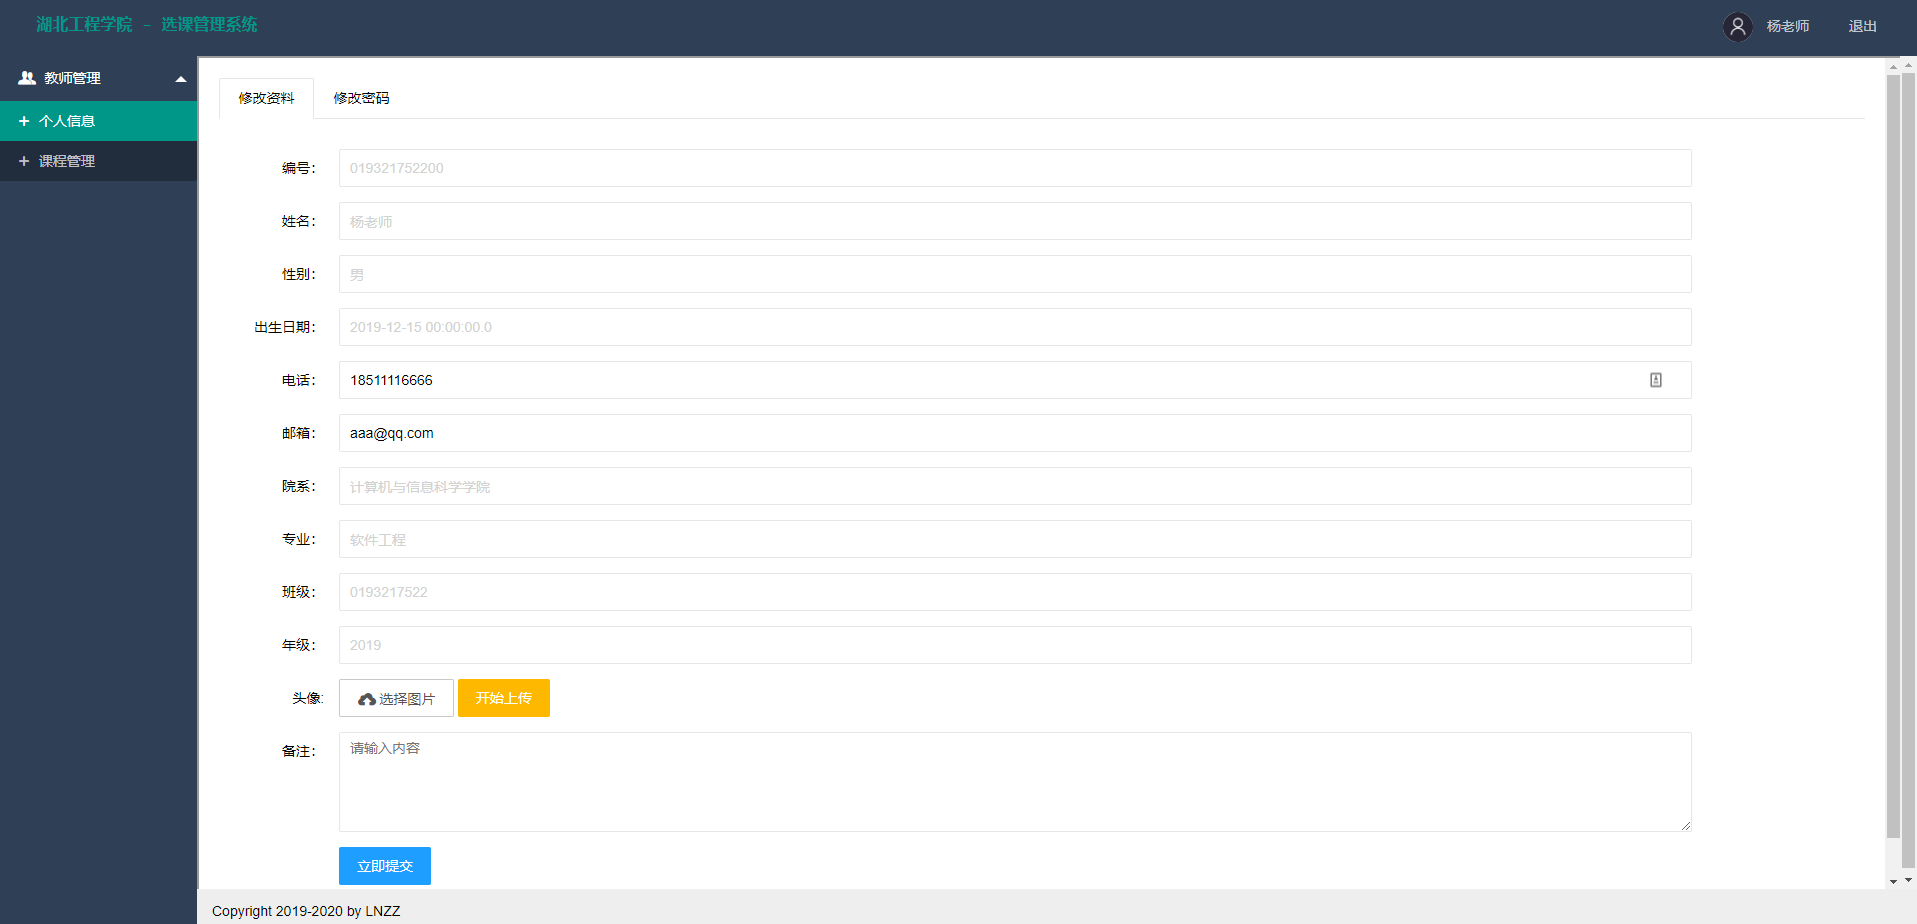 湖北工程学院 － 选课管理系统
杨老师 退出
教师管理
个人信息
课程管理
修改资料 修改密码
编号： 019321752200
姓名： 杨老师
性别： 男
出生日期： 2019-12-15 00:00:00.0
电话： 18511116666
邮箱： aaa@qq.com
院系： 计算机与信息科学学院
专业： 软件工程
班级： 0193217522
年级： 2019
头像: 选择图片 开始上传
备注： 请输入内容
立即提交
Copyright 2019-2020 by LNZZ